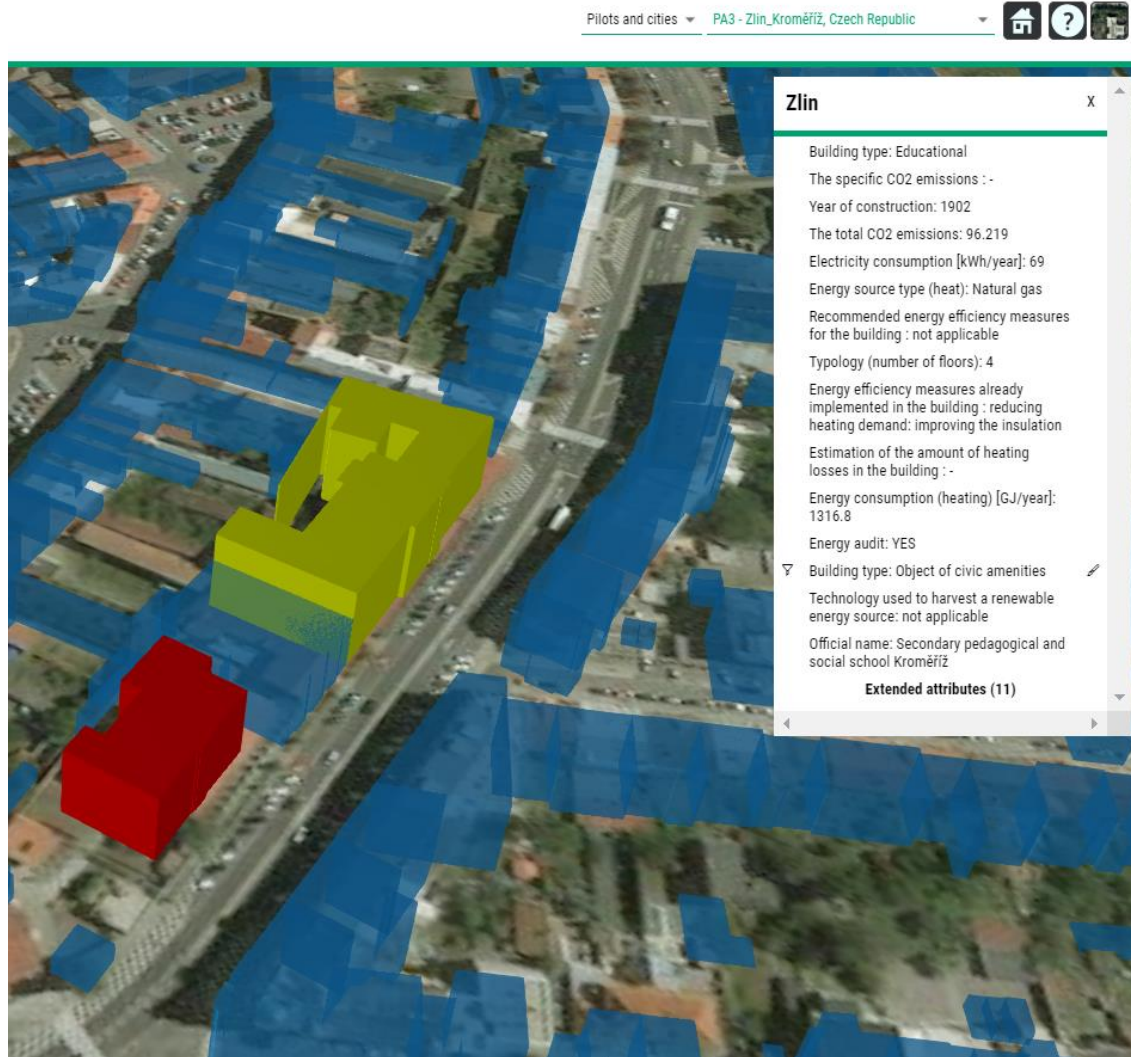 Pilots and cities PA3 - Zlin_Kroměříž, Czech Republic ?
Zlin X
Building type: Educational
The specific CO2 emissions : -
Year of construction: 1902
The total CO2 emissions: 96.219
Electricity consumption [kWh/year]: 69
Energy source type (heat): Natural gas
Recommended energy efficiency measures
for the building : not applicable
Typology (number of floors): 4
Energy efficiency measures already
implemented in the building : reducing
heating demand: improving the insulation
Estimation of the amount of heating
losses in the building : -
Energy consumption (heating) [GJ/year]:
1316.8
Energy audit: YES
Building type: Object of civic amenities
Technology used to harvest a renewable
energy source: not applicable
Official name: Secondary pedagogical and
social school Kroměříž
Extended attributes (11)